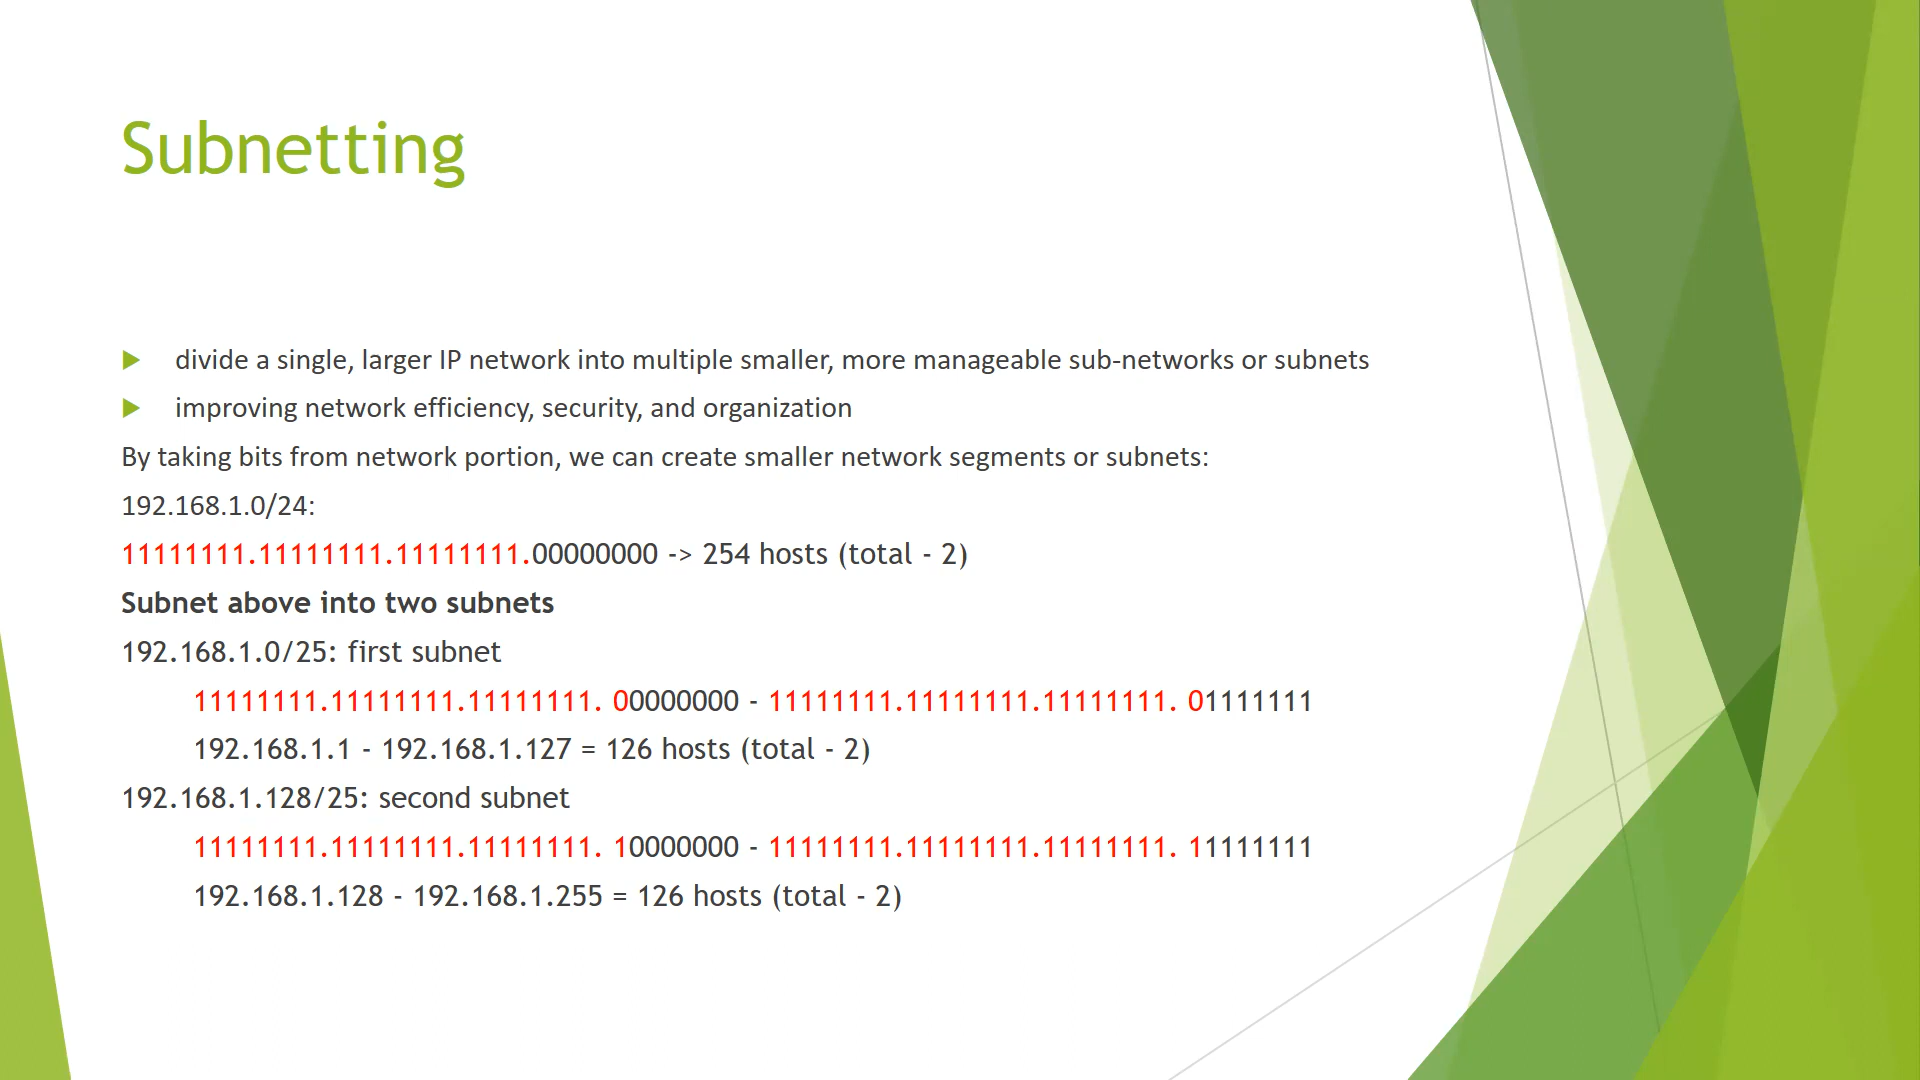 Subnetting
divide a single, larger IP network into multiple smaller, more manageable sub-networks or subnets
improving network efficiency, security, and organization
By taking bits from network portion, we can create smaller network segments or subnets:
192.168.1.0/24:
11111111.11111111.11111111.00000000 -> 254 hosts (total - 2)
Subnet above into two subnets
192.168.1.0/25: first subnet
11111111.11111111.11111111. 00000000 - 11111111.11111111.11111111. 01111111
192.168.1.1 - 192.168.1.127 = 126 hosts (total - 2)
192.168.1.128/25: second subnet
11111111.11111111.11111111. 10000000 - 11111111.11111111.11111111. 11111111
192.168.1.128 - 192.168.1.255 = 126 hosts (total - 2)